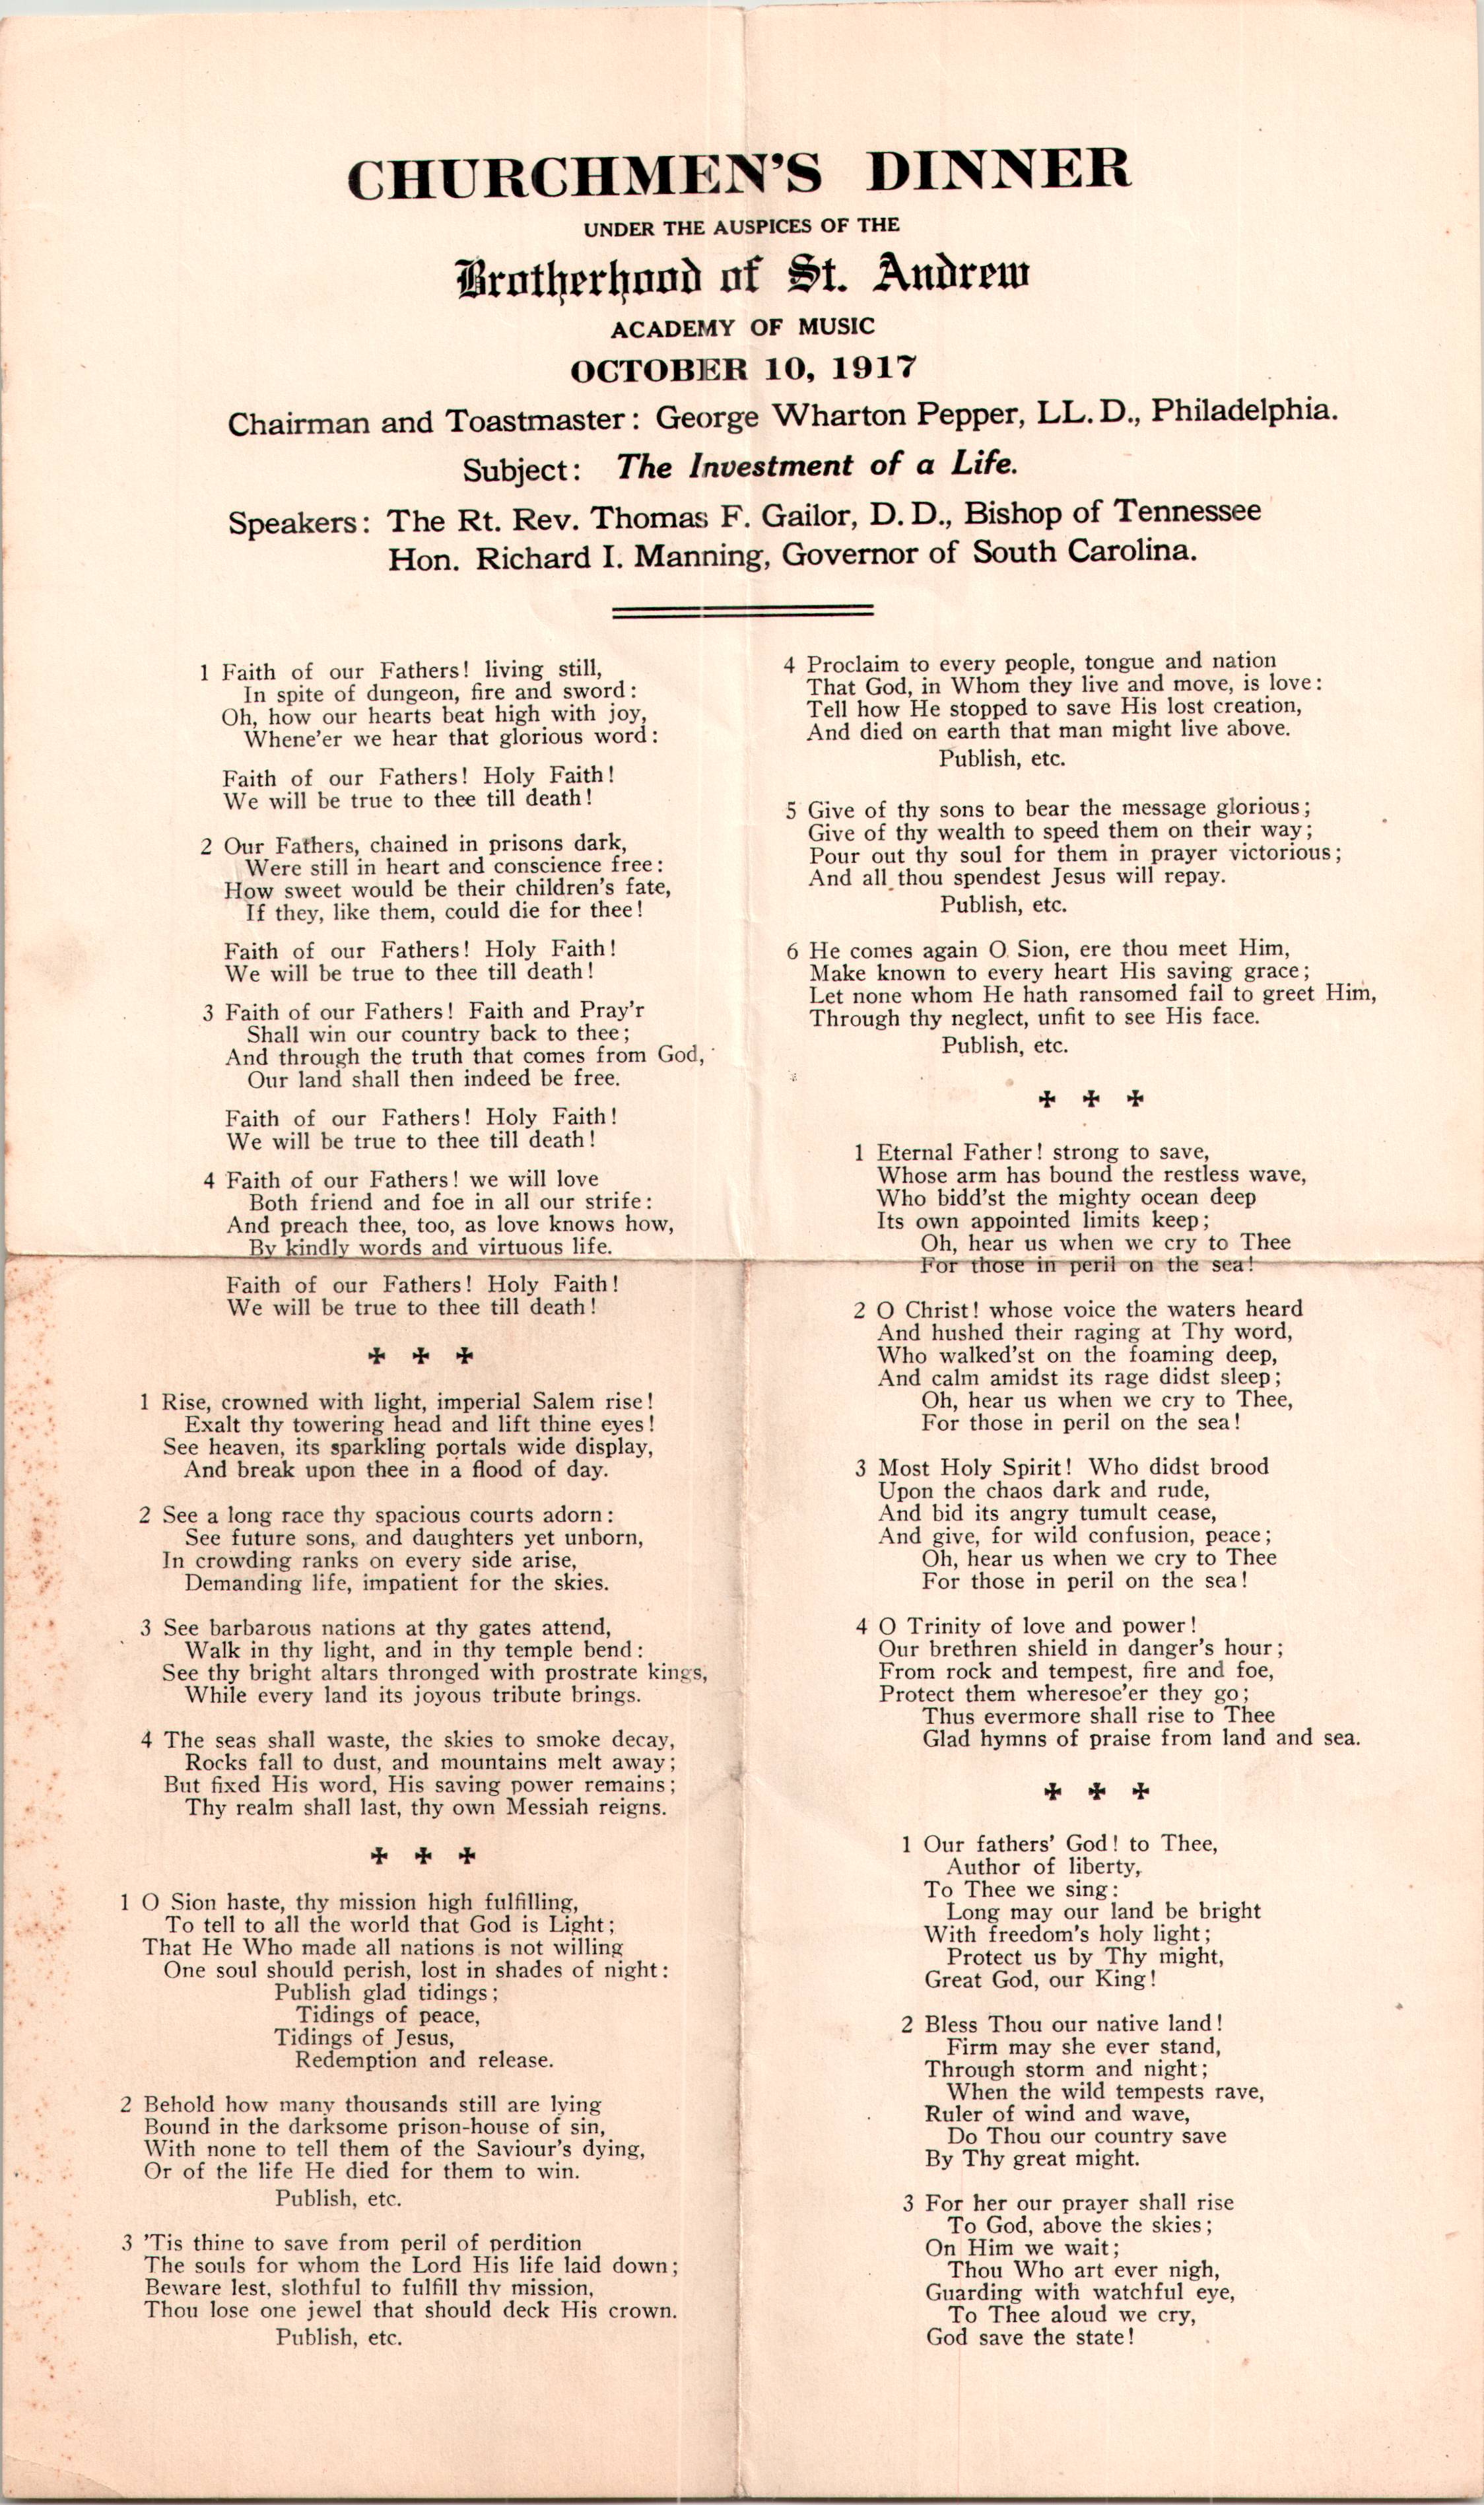 CHURCHMEN'S DINNER
UNDER THE AUSPICES OF THE
Brotherhood of St. Andrew
ACADEMY OF MUSIC
OCTOBER 10, 1917
Chairman and Toastmaster: George Wharton Pepper, LL. D., Philadelphia.
Subject: The Investment of a Life.
Speakers: The Rt. Rev. Thomas F. Gailor, D. D., Bishop of Tennessee
Hon. Richard I. Manning, Governor of South Carolina.
1 Faith of our Fathers! living still,
In spite of dungeon, fire and sword:
Oh, how our hearts beat high with joy,
Whene'er we hear that glorious word:
Faith of our Fathers! Holy Faith!
We will be true to thee till death!
2 Our Fathers, chained in prisons dark,
Were still in heart and conscience free:
How sweet would be their children's fate,
If they, like them, could die for thee!
Faith of our Fathers! Holy Faith!
We will be true to thee till death!
3 Faith of our Fathers! Faith and Pray'r
Shall win our country back to thee;
And through the truth that comes from God,
Our land shall then indeed be free.
Faith of our Fathers! Holy Faith!
We will be true to thee till death!
4 Faith of our Fathers! we will love
Both friend and foe in all our strife:
And preach thee, too, as love knows how,
By kindly words and virtuous life.
Faith of our Fathers! Holy Faith!
We will be true to thee till death!
✠ ✠ ✠
1 Rise, crowned with light, imperial Salem rise!
Exalt thy towering head and lift thine eyes!
See heaven, its sparkling portals wide display,
And break upon thee in a flood of day.
2 See a long race thy spacious courts adorn:
See future sons, and daughters yet unborn,
In crowding ranks on every side arise,
Demanding life, impatient for the skies.
3 See barbarous nations at thy gates attend,
Walk in thy light, and in thy temple bend:
See thy bright altars thronged with prostrate kings,
While every land its joyous tribute brings.
4 The seas shall waste, the skies to smoke decay,
Rocks fall to dust, and mountains melt away;
But fixed His word, His saving power remains;
Thy realm shall last, thy own Messiah reigns.
✠ ✠ ✠
1 O Sion haste, thy mission high fulfilling,
To tell to all the world that God is Light;
That He Who made all nations is not willing
One soul should perish, lost in shades of night:
Publish glad tidings;
Tidings of peace,
Tidings of Jesus,
Redemption and release.
2 Behold how many thousands still are lying
Bound in the darksome prison-house of sin,
With none to tell them of the Saviour's dying,
Or of the life He died for them to win.
Publish, etc.
3 'Tis thine to save from peril of perdition
The souls for whom the Lord His life laid down;
Beware lest, slothful to fulfill thy mission,
Thou lose one jewel that should deck His crown.
Publish, etc.
4 Proclaim to every people, tongue and nation
That God, in Whom they live and move, is love:
Tell how He stopped to save His lost creation,
And died on earth that man might live above.
Publish, etc.
5 Give of thy sons to bear the message glorious;
Give of thy wealth to speed them on their way;
Pour out thy soul for them in prayer victorious;
And all thou spendest Jesus will repay.
Publish, etc.
6 He comes again O Sion, ere thou meet Him,
Make known to every heart His saving grace;
Let none whom He hath ransomed fail to greet Him,
Through thy neglect, unfit to see His face.
Publish, etc.
✠ ✠ ✠
1 Eternal Father! strong to save,
Whose arm has bound the restless wave,
Who bidd'st the mighty ocean deep
Its own appointed limits keep;
Oh, hear us when we cry to Thee
For those in peril on the sea!
2 O Christ! whose voice the waters heard
And hushed their raging at Thy word,
Who walked'st on the foaming deep,
And calm amidst its rage didst sleep;
Oh, hear us when we cry to Thee,
For those in peril on the sea!
3 Most Holy Spirit! Who didst brood
Upon the chaos dark and rude,
And bid its angry tumult cease,
And give, for wild confusion, peace;
Oh, hear us when we cry to Thee
For those in peril on the sea!
4 O Trinity of love and power!
Our brethren shield in danger's hour;
From rock and tempest, fire and foe,
Protect them wheresoe'er they go;
Thus evermore shall rise to Thee
Glad hymns of praise from land and sea.
✠ ✠ ✠
1 Our fathers' God! to Thee,
Author of liberty,
To Thee we sing:
Long may our land be bright
With freedom's holy light;
Protect us by Thy might,
Great God, our King!
2 Bless Thou our native land!
Firm may she ever stand,
Through storm and night;
When the wild tempests rave,
Ruler of wind and wave,
Do Thou our country save
By Thy great might.
3 For her our prayer shall rise
To God, above the skies;
On Him we wait;
Thou Who art ever nigh,
Guarding with watchful eye,
To Thee aloud we cry,
God save the state!